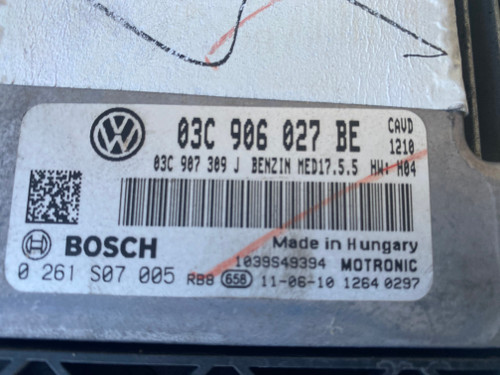 03C 906 027 BE CAVD
1210
03C 907 309 J BENZIN MED17.5.5 HW: H04
BOSCH
Made in Hungary
1039S49394 MOTRONIC
0 261 S07 005 RB8 658 11-06-10 1264 0297